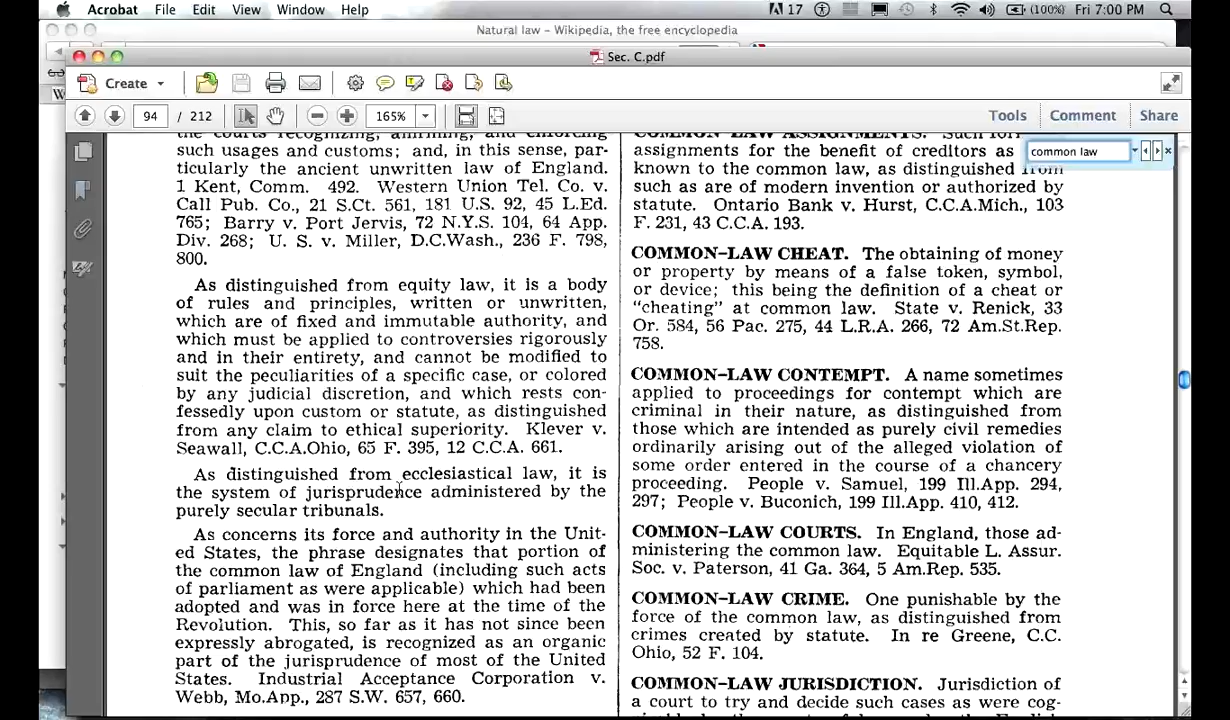 Acrobat File Edit View Window Help
17 (100%) Fri 7:00 PM
Natural law – Wikipedia, the free encyclopedia
Sec. C.pdf
Create
94 / 212 165% Tools Comment Share
common law
the courts recognizing, affirming, and enforcing
such usages and customs; and, in this sense, par-
ticularly the ancient unwritten law of England.
1 Kent, Comm. 492. Western Union Tel. Co. v.
Call Pub. Co., 21 S.Ct. 561, 181 U.S. 92, 45 L.Ed.
765; Barry v. Port Jervis, 72 N.Y.S. 104, 64 App.
Div. 268; U. S. v. Miller, D.C.Wash., 236 F. 798,
800.
As distinguished from equity law, it is a body
of rules and principles, written or unwritten,
which are of fixed and immutable authority, and
which must be applied to controversies rigorously
and in their entirety, and cannot be modified to
suit the peculiarities of a specific case, or colored
by any judicial discretion, and which rests con-
fessedly upon custom or statute, as distinguished
from any claim to ethical superiority. Klever v.
Seawall, C.C.A.Ohio, 65 F. 395, 12 C.C.A. 661.
As distinguished from ecclesiastical law, it is
the system of jurisprudence administered by the
purely secular tribunals.
As concerns its force and authority in the Unit-
ed States, the phrase designates that portion of
the common law of England (including such acts
of parliament as were applicable) which had been
adopted and was in force here at the time of the
Revolution. This, so far as it has not since been
expressly abrogated, is recognized as an organic
part of the jurisprudence of most of the United
States. Industrial Acceptance Corporation v.
Webb, Mo.App., 287 S.W. 657, 660.
COMMON-LAW ASSIGNMENTS. Such
assignments for the benefit of creditors as
known to the common law, as distinguished from
such as are of modern invention or authorized by
statute. Ontario Bank v. Hurst, C.C.A.Mich., 103
F. 231, 43 C.C.A. 193.
COMMON-LAW CHEAT. The obtaining of money
or property by means of a false token, symbol,
or device; this being the definition of a cheat or
"cheating" at common law. State v. Renick, 33
Or. 584, 56 Pac. 275, 44 L.R.A. 266, 72 Am.St.Rep.
758.
COMMON-LAW CONTEMPT. A name sometimes
applied to proceedings for contempt which are
criminal in their nature, as distinguished from
those which are intended as purely civil remedies
ordinarily arising out of the alleged violation of
some order entered in the course of a chancery
proceeding. People v. Samuel, 199 Ill.App. 294,
297; People v. Buconich, 199 Ill.App. 410, 412.
COMMON-LAW COURTS. In England, those ad-
ministering the common law. Equitable L. Assur.
Soc. v. Paterson, 41 Ga. 364, 5 Am.Rep. 535.
COMMON-LAW CRIME. One punishable by the
force of the common law, as distinguished from
crimes created by statute. In re Greene, C.C.
Ohio, 52 F. 104.
COMMON-LAW JURISDICTION. Jurisdiction of
a court to try and decide such cases as were cog-